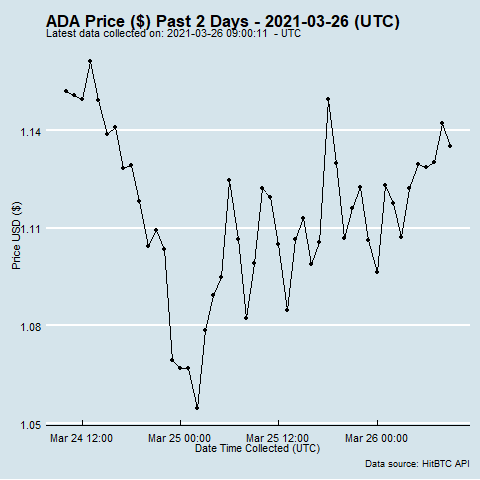 ADA Price ($) Past 2 Days - 2021-03-26 (UTC)
Latest data collected on: 2021-03-26 09:00:11 - UTC
1.14
1.11
1.08
1.05
Price USD ($)
Mar 24 12:00
Mar 25 00:00
Mar 25 12:00
Mar 26 00:00
Date Time Collected (UTC)
Data source: HitBTC API